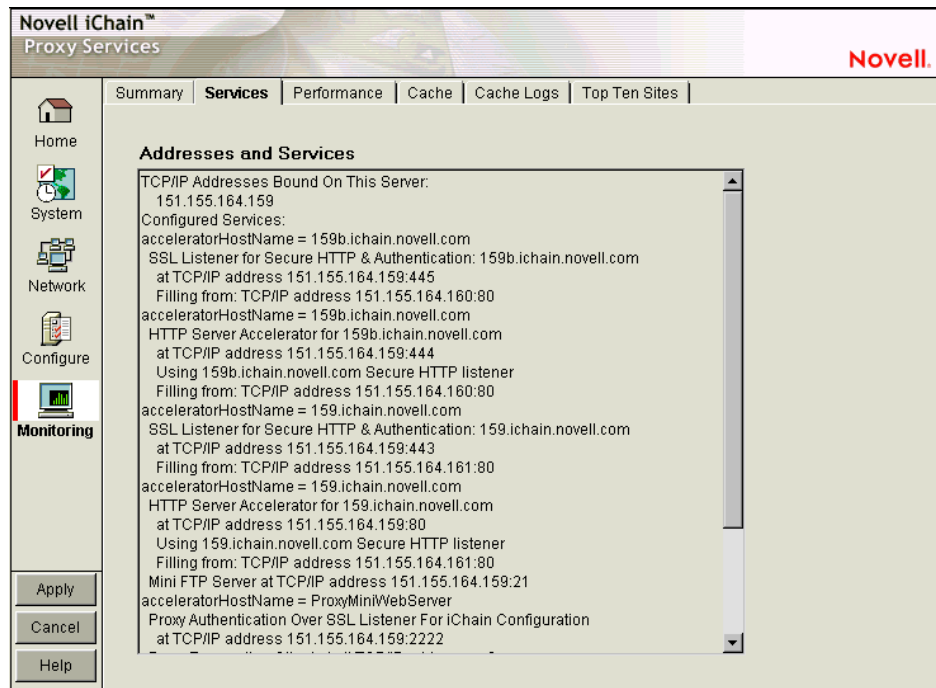 Novell iChain™
Proxy Services
Novell.
Summary
Services
Performance
Cache
Cache Logs
Top Ten Sites
Home
System
Network
Configure
Monitoring
Addresses and Services
TCP/IP Addresses Bound On This Server:
151.155.164.159
Configured Services:
acceleratorHostName = 159b.ichain.novell.com
SSL Listener for Secure HTTP & Authentication: 159b.ichain.novell.com
at TCP/IP address 151.155.164.159:445
Filling from: TCP/IP address 151.155.164.160:80
acceleratorHostName = 159b.ichain.novell.com
HTTP Server Accelerator for 159b.ichain.novell.com
at TCP/IP address 151.155.164.159:444
Using 159b.ichain.novell.com Secure HTTP listener
Filling from: TCP/IP address 151.155.164.160:80
acceleratorHostName = 159.ichain.novell.com
SSL Listener for Secure HTTP & Authentication: 159.ichain.novell.com
at TCP/IP address 151.155.164.159:443
Filling from: TCP/IP address 151.155.164.161:80
acceleratorHostName = 159.ichain.novell.com
HTTP Server Accelerator for 159.ichain.novell.com
at TCP/IP address 151.155.164.159:80
Using 159.ichain.novell.com Secure HTTP listener
Filling from: TCP/IP address 151.155.164.161:80
Mini FTP Server at TCP/IP address 151.155.164.159:21
acceleratorHostName = ProxyMiniWebServer
Proxy Authentication Over SSL Listener For iChain Configuration
at TCP/IP address 151.155.164.159:2222
Apply
Cancel
Help